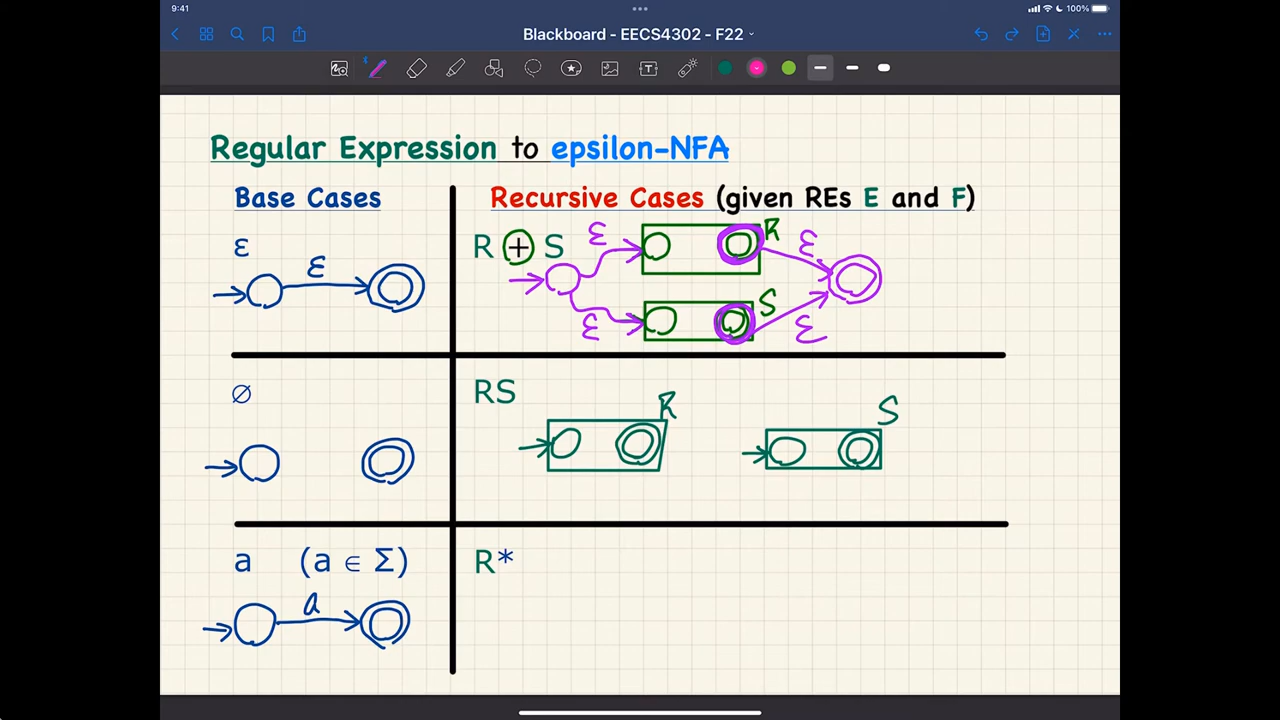 9:41
100%
Blackboard - EECS4302 - F22
T
Regular Expression to epsilon-NFA
Base Cases
Recursive Cases (given REs E and F)
ε
ε
R + S
ε
ε
R
S
ε
ε
∅
RS
R
S
a (a ∈ Σ)
a
R*